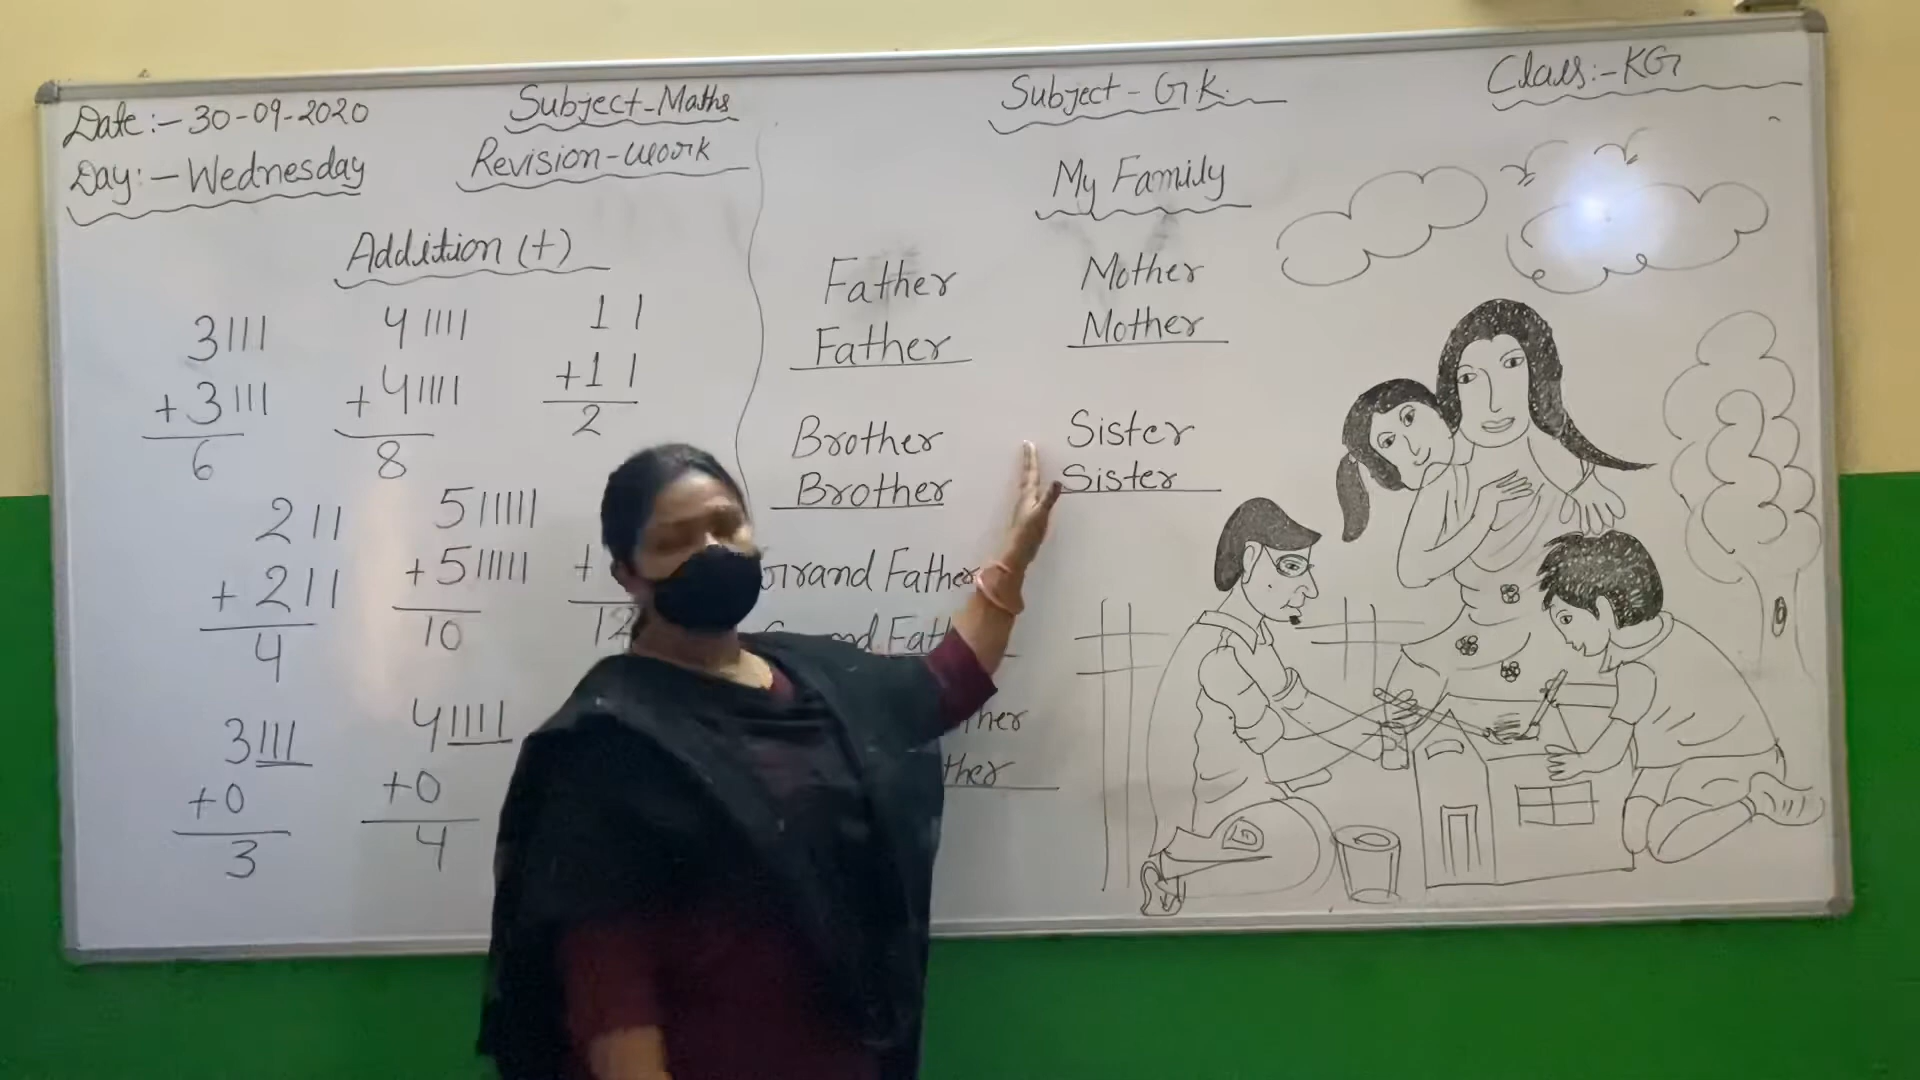 Date:-30-09-2020
Day:-Wednesday
Subject-Maths
Revision-work
Addition (+)
3 | | |
+ 3 | | |
6
4 | | | |
+ 4 | | | |
8
1 |
+1 |
2
2 | |
+ 2 | |
4
5 | | | | |
+ 5 | | | | |
10
+
12
3 | | |
+0
3
4 | | | |
+0
4
Subject-G.K.
Class:-KG
My Family
Father
Father
Mother
Mother
Brother
Brother
Sister
Sister
Grand Father